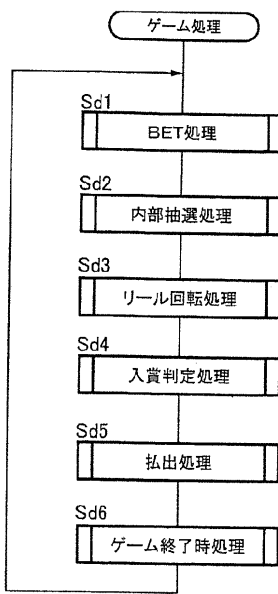 ゲーム処理
Sd1
BET処理
Sd2
内部抽選処理
Sd3
リール回転処理
Sd4
入賞判定処理
Sd5
払出処理
Sd6
ゲーム終了時処理